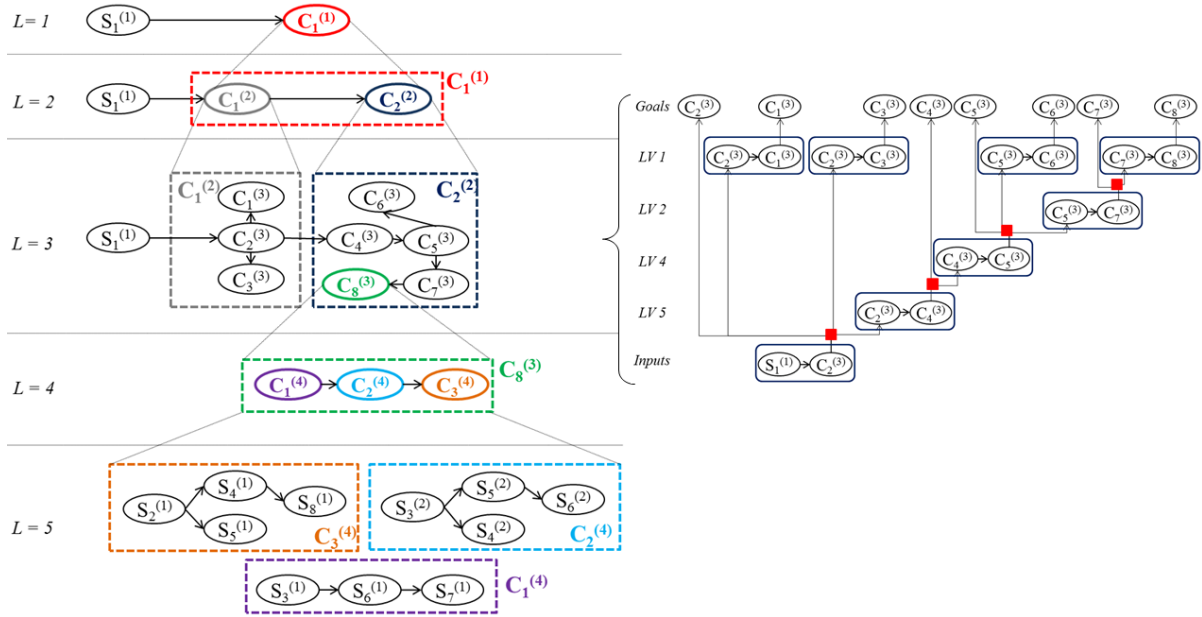 L= 1
S₁⁽¹⁾ C₁⁽¹⁾
L = 2
S₁⁽¹⁾ C₁⁽²⁾ C₂⁽²⁾ C₁⁽¹⁾
L = 3
S₁⁽¹⁾
C₁⁽²⁾
C₁⁽³⁾
C₂⁽³⁾
C₃⁽³⁾
C₂⁽²⁾
C₆⁽³⁾
C₄⁽³⁾ C₅⁽³⁾
C₈⁽³⁾ C₇⁽³⁾
L = 4
C₁⁽⁴⁾ C₂⁽⁴⁾ C₃⁽⁴⁾ C₈⁽³⁾
L = 5
S₂⁽¹⁾ S₄⁽¹⁾ S₈⁽¹⁾
S₅⁽¹⁾
C₃⁽⁴⁾
S₃⁽²⁾ S₅⁽²⁾ S₆⁽²⁾
S₄⁽²⁾
C₂⁽⁴⁾
S₃⁽¹⁾ S₆⁽¹⁾ S₇⁽¹⁾ C₁⁽⁴⁾
Goals C₂⁽³⁾ C₁⁽³⁾ C₃⁽³⁾ C₄⁽³⁾ C₅⁽³⁾ C₆⁽³⁾ C₇⁽³⁾ C₈⁽³⁾
LV 1 C₂⁽³⁾ C₁⁽³⁾ C₂⁽³⁾ C₃⁽³⁾ C₅⁽³⁾ C₆⁽³⁾ C₇⁽³⁾ C₈⁽³⁾
LV 2 C₅⁽³⁾ C₇⁽³⁾
LV 4 C₄⁽³⁾ C₅⁽³⁾
LV 5 C₂⁽³⁾ C₄⁽³⁾
Inputs S₁⁽¹⁾ C₂⁽³⁾